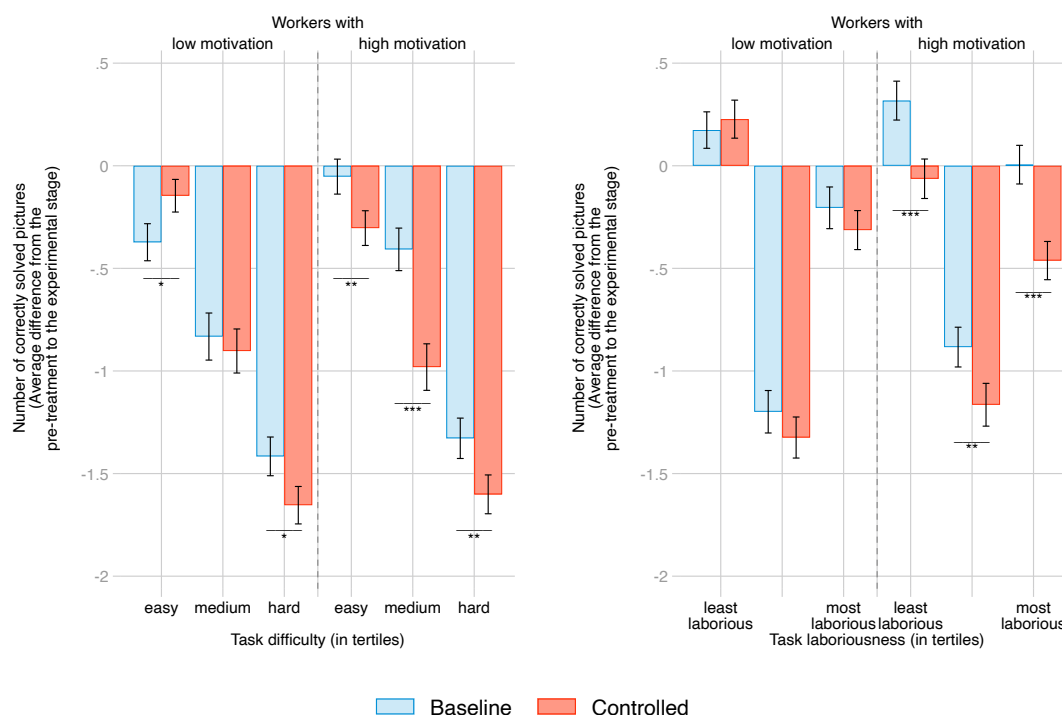 Workers with
low motivation high motivation
.5
0
-.5
-1
-1.5
-2
Number of correctly solved pictures
(Average difference from the
pre-treatment to the experimental stage)
*
*
**
***
**
easy medium hard easy medium hard
Task difficulty (in tertiles)
Workers with
low motivation high motivation
.5
0
-.5
-1
-1.5
-2
Number of correctly solved pictures
(Average difference from the
pre-treatment to the experimental stage)
***
**
***
least laborious
most laborious
least laborious
most laborious
Task laboriousness (in tertiles)
Baseline Controlled